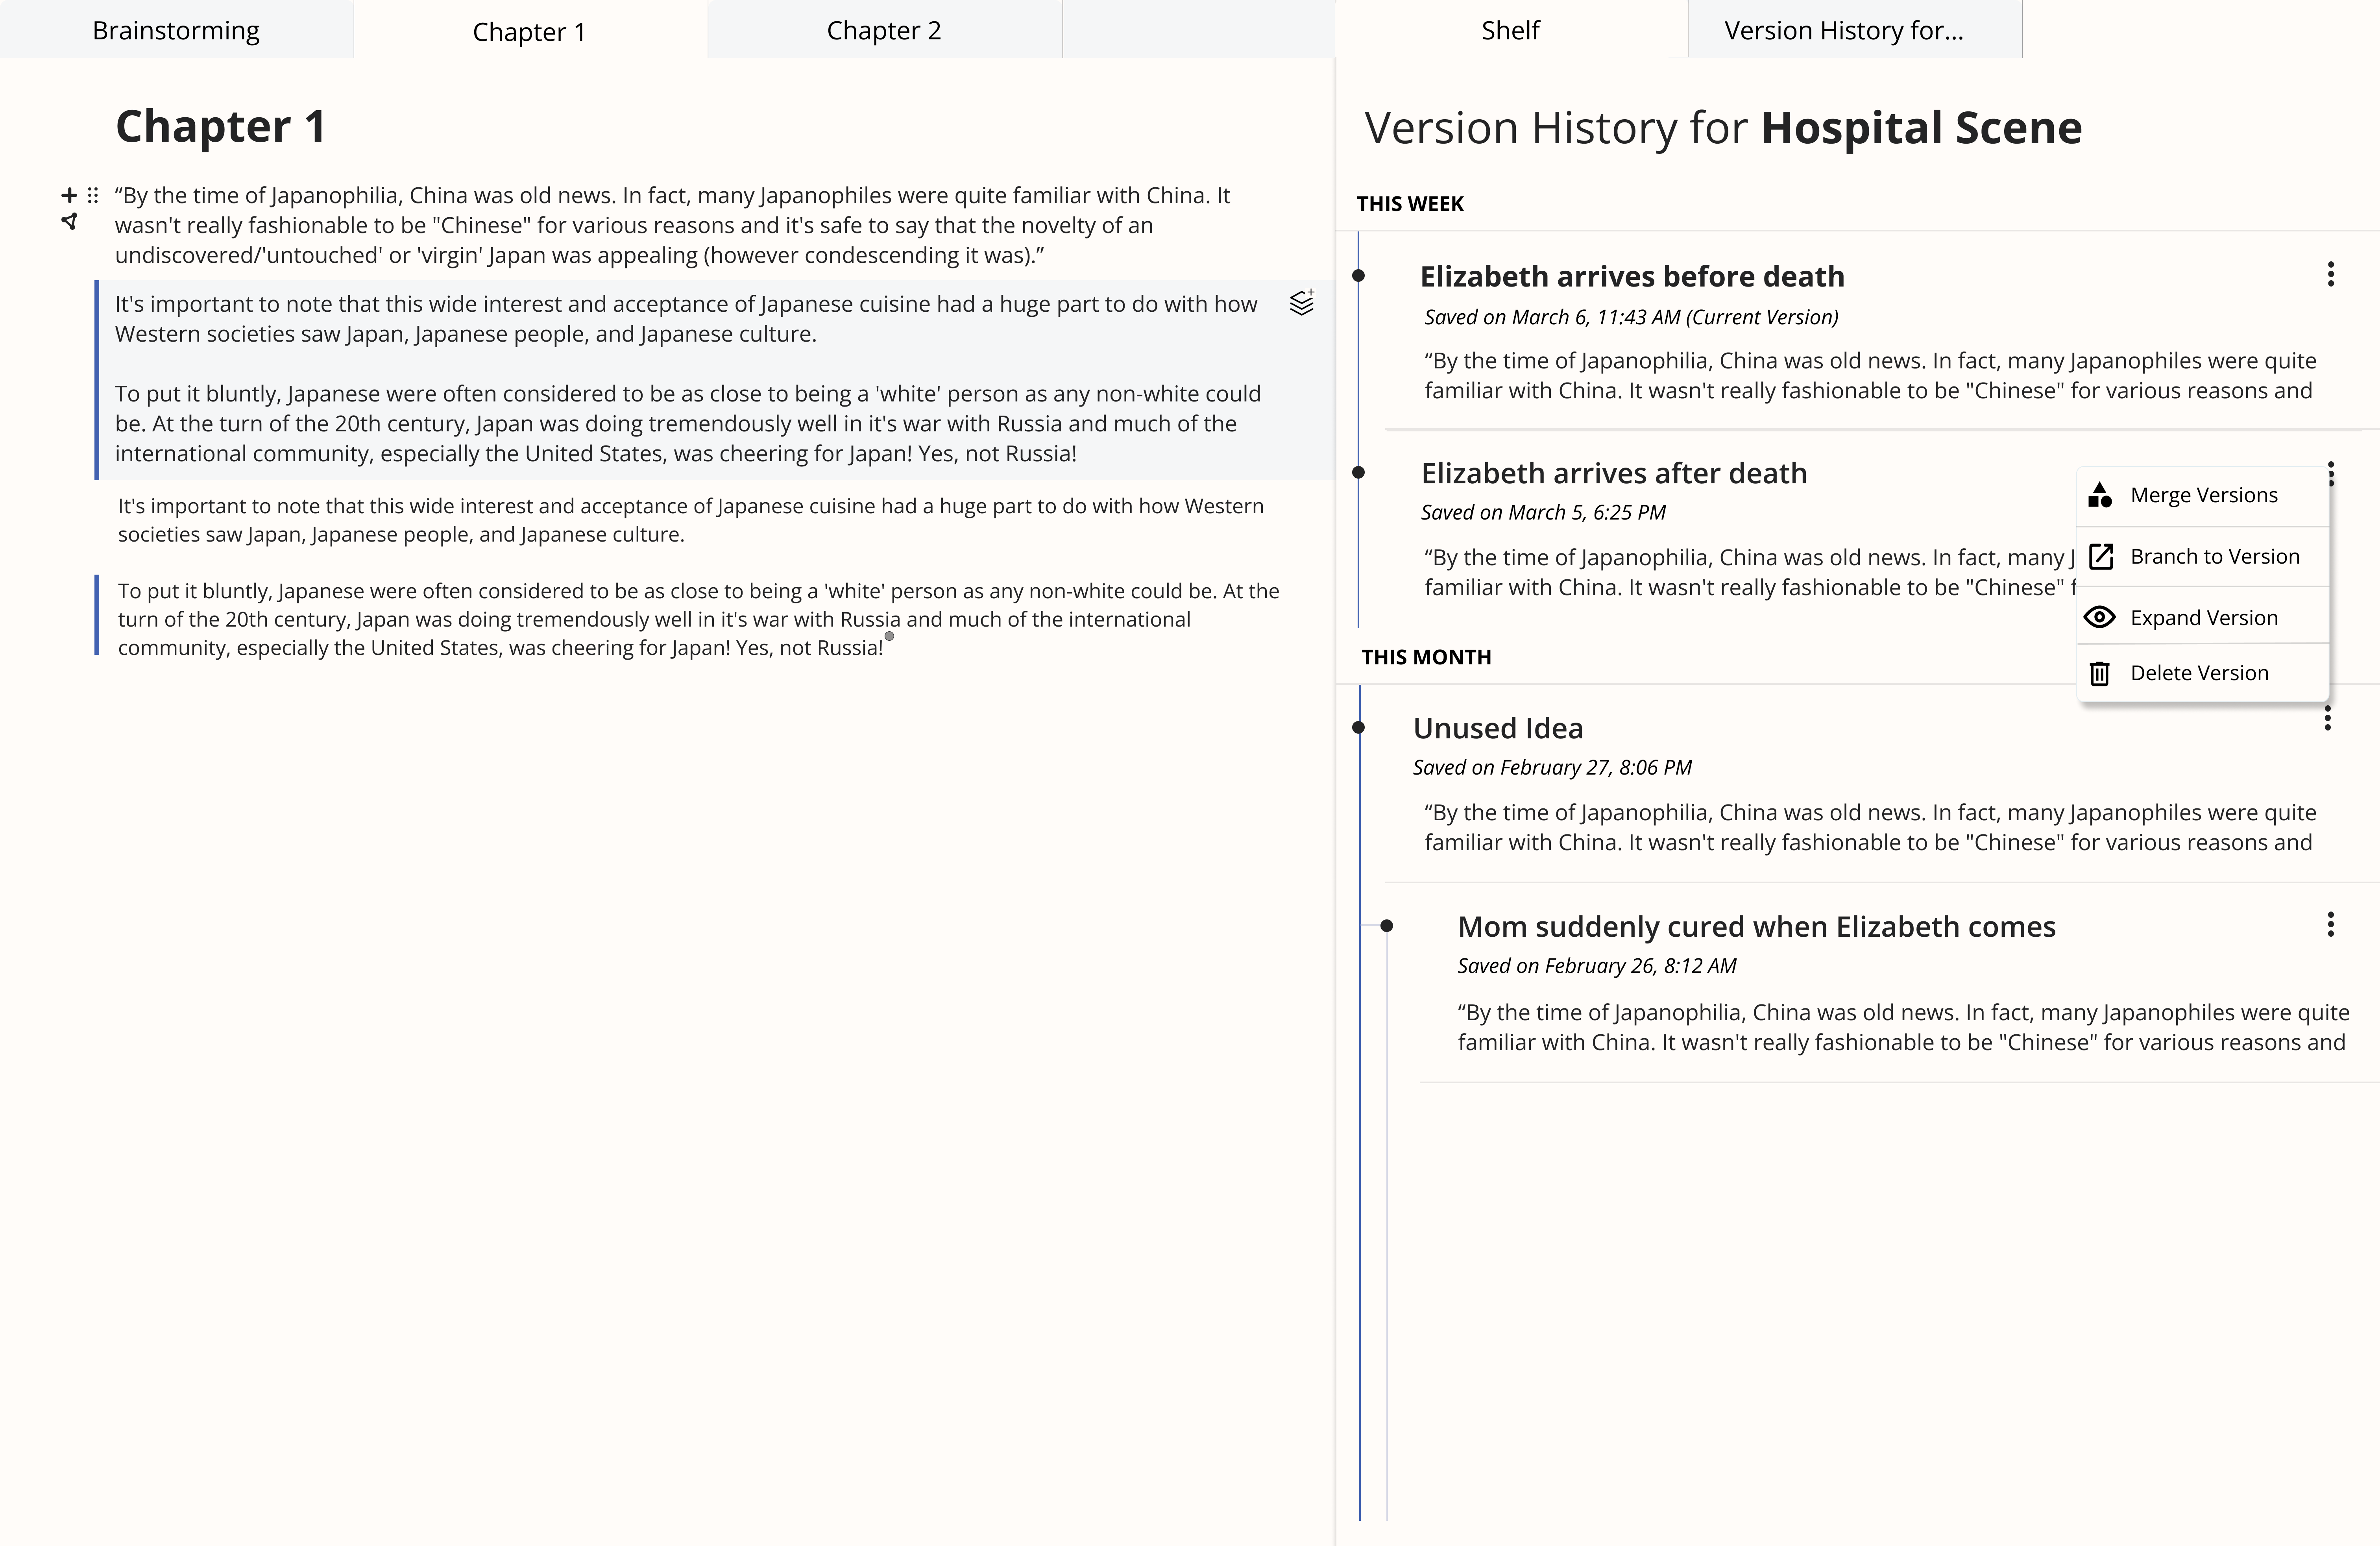 Brainstorming
Chapter 1
Chapter 2
Shelf
Version History for...
Chapter 1
“By the time of Japanophilia, China was old news. In fact, many Japanophiles were quite familiar with China. It
wasn't really fashionable to be "Chinese" for various reasons and it's safe to say that the novelty of an
undiscovered/'untouched' or 'virgin' Japan was appealing (however condescending it was).”
It's important to note that this wide interest and acceptance of Japanese cuisine had a huge part to do with how
Western societies saw Japan, Japanese people, and Japanese culture.
To put it bluntly, Japanese were often considered to be as close to being a 'white' person as any non-white could
be. At the turn of the 20th century, Japan was doing tremendously well in it's war with Russia and much of the
international community, especially the United States, was cheering for Japan! Yes, not Russia!
It's important to note that this wide interest and acceptance of Japanese cuisine had a huge part to do with how Western
societies saw Japan, Japanese people, and Japanese culture.
To put it bluntly, Japanese were often considered to be as close to being a 'white' person as any non-white could be. At the
turn of the 20th century, Japan was doing tremendously well in it's war with Russia and much of the international
community, especially the United States, was cheering for Japan! Yes, not Russia!
Version History for Hospital Scene
THIS WEEK
Elizabeth arrives before death
Saved on March 6, 11:43 AM (Current Version)
“By the time of Japanophilia, China was old news. In fact, many Japanophiles were quite
familiar with China. It wasn't really fashionable to be "Chinese" for various reasons and
Elizabeth arrives after death
Saved on March 5, 6:25 PM
“By the time of Japanophilia, China was old news. In fact, many J
familiar with China. It wasn't really fashionable to be "Chinese" f
Merge Versions
Branch to Version
Expand Version
Delete Version
THIS MONTH
Unused Idea
Saved on February 27, 8:06 PM
“By the time of Japanophilia, China was old news. In fact, many Japanophiles were quite
familiar with China. It wasn't really fashionable to be "Chinese" for various reasons and
Mom suddenly cured when Elizabeth comes
Saved on February 26, 8:12 AM
“By the time of Japanophilia, China was old news. In fact, many Japanophiles were quite
familiar with China. It wasn't really fashionable to be "Chinese" for various reasons and